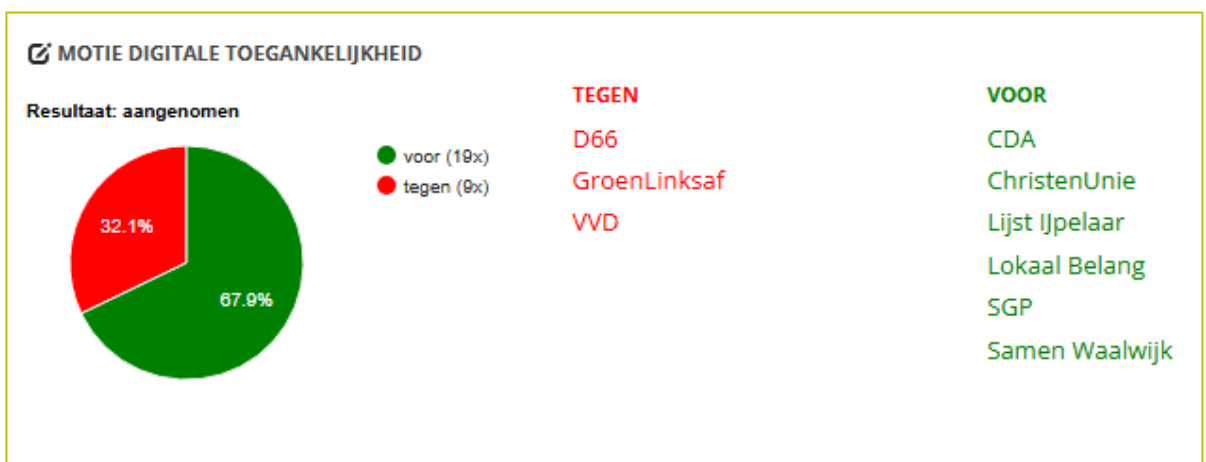 MOTIE DIGITALE TOEGANKELIJKHEID
Resultaat: aangenomen
voor (19x)
tegen (9x)
32.1%
67.9%
TEGEN
D66
GroenLinksaf
VVD
VOOR
CDA
ChristenUnie
Lijst IJpelaar
Lokaal Belang
SGP
Samen Waalwijk